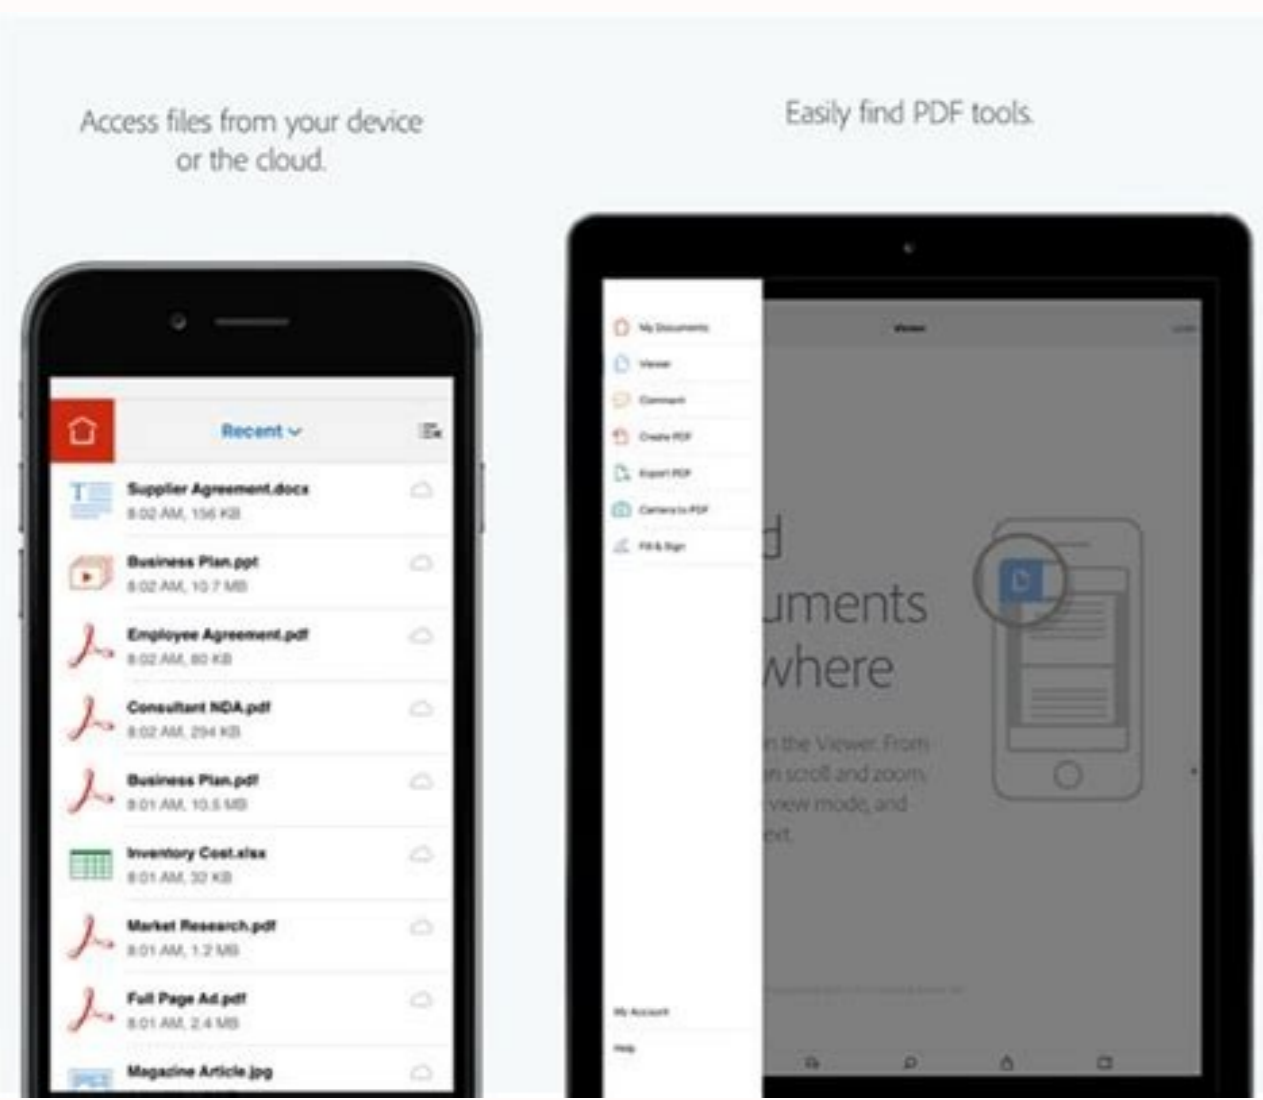 Access files from your device
or the cloud.
Recent
Supplier Agreement.docx
8:02 AM, 156 KB
Business Plan.ppt
8:02 AM, 10.7 MB
Employee Agreement.pdf
8:02 AM, 80 KB
Consultant NDA.pdf
8:02 AM, 294 KB
Business Plan.pdf
8:01 AM, 10.5 MB
Inventory Cost.xlsx
8:01 AM, 32 KB
Market Research.pdf
8:01 AM, 1.2 MB
Full Page Ad.pdf
8:01 AM, 2.4 MB
Magazine Article.jpg
Easily find PDF tools.
My Documents
Viewer
Comment
Create PDF
Export PDF
Camera to PDF
Fill & Sign
My Account
Help
Viewer
d
uments
where
n the Viewer. From
n scroll and zoom,
view mode, and
ext.